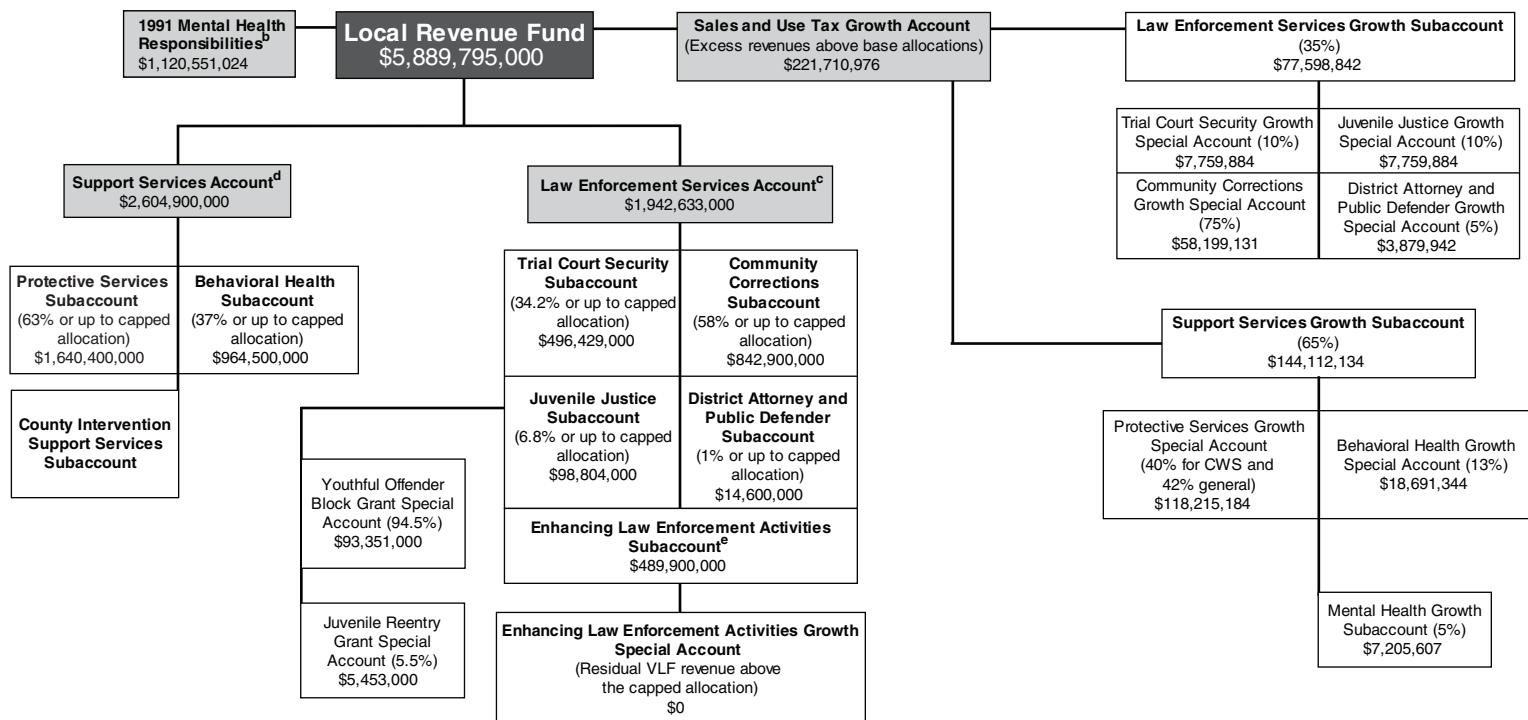 1991 Mental Health
Responsibilitiesᵇ
$1,120,551,024
Local Revenue Fund
$5,889,795,000
Sales and Use Tax Growth Account
(Excess revenues above base allocations)
$221,710,976
Law Enforcement Services Growth Subaccount
(35%)
$77,598,842
Trial Court Security Growth
Special Account (10%)
$7,759,884
Juvenile Justice Growth
Special Account (10%)
$7,759,884
Community Corrections
Growth Special Account
(75%)
$58,199,131
District Attorney and
Public Defender Growth
Special Account (5%)
$3,879,942
Support Services Accountᵈ
$2,604,900,000
Law Enforcement Services Accountᶜ
$1,942,633,000
Protective Services
Subaccount
(63% or up to capped
allocation)
$1,640,400,000
Behavioral Health
Subaccount
(37% or up to capped
allocation)
$964,500,000
County Intervention
Support Services
Subaccount
Trial Court Security
Subaccount
(34.2% or up to capped
allocation)
$496,429,000
Community
Corrections
Subaccount
(58% or up to capped
allocation)
$842,900,000
Juvenile Justice
Subaccount
(6.8% or up to capped
allocation)
$98,804,000
District Attorney and
Public Defender
Subaccount
(1% or up to capped
allocation)
$14,600,000
Youthful Offender
Block Grant Special
Account (94.5%)
$93,351,000
Juvenile Reentry
Grant Special
Account (5.5%)
$5,453,000
Enhancing Law Enforcement Activities
Subaccountᵉ
$489,900,000
Enhancing Law Enforcement Activities Growth
Special Account
(Residual VLF revenue above
the capped allocation)
$0
Support Services Growth Subaccount
(65%)
$144,112,134
Protective Services Growth
Special Account
(40% for CWS and
42% general)
$118,215,184
Behavioral Health Growth
Special Account (13%)
$18,691,344
Mental Health Growth
Subaccount (5%)
$7,205,607